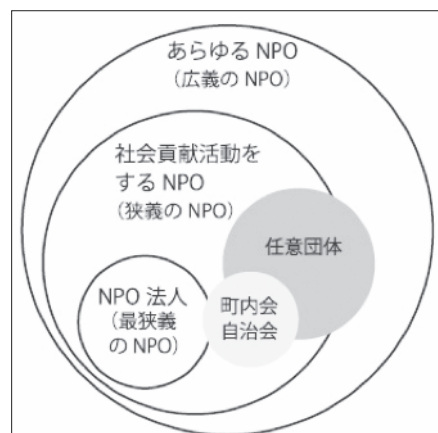 あらゆる NPO
（広義の NPO）
社会貢献活動を
する NPO
（狭義の NPO）
任意団体
NPO 法人
（最狭義
の NPO）
町内会
自治会